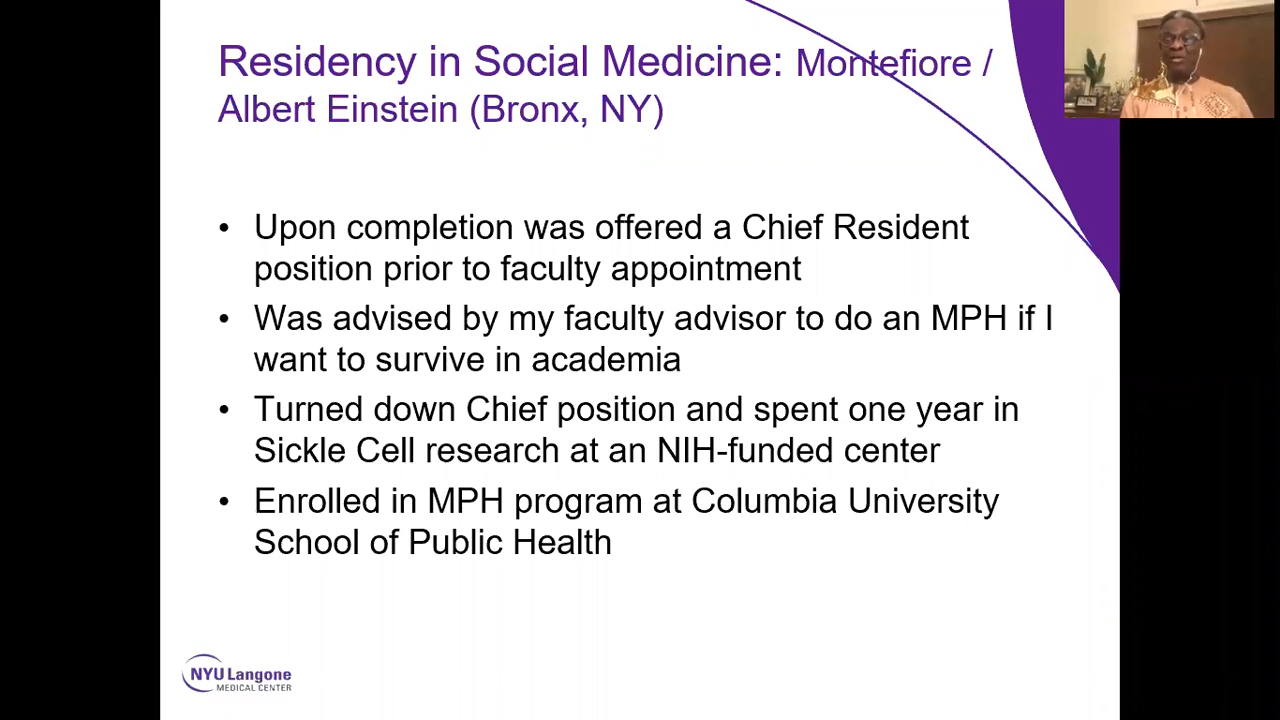 Residency in Social Medicine: Montefiore /
Albert Einstein (Bronx, NY)
• Upon completion was offered a Chief Resident
position prior to faculty appointment
• Was advised by my faculty advisor to do an MPH if I
want to survive in academia
• Turned down Chief position and spent one year in
Sickle Cell research at an NIH-funded center
• Enrolled in MPH program at Columbia University
School of Public Health
NYU Langone
MEDICAL CENTER